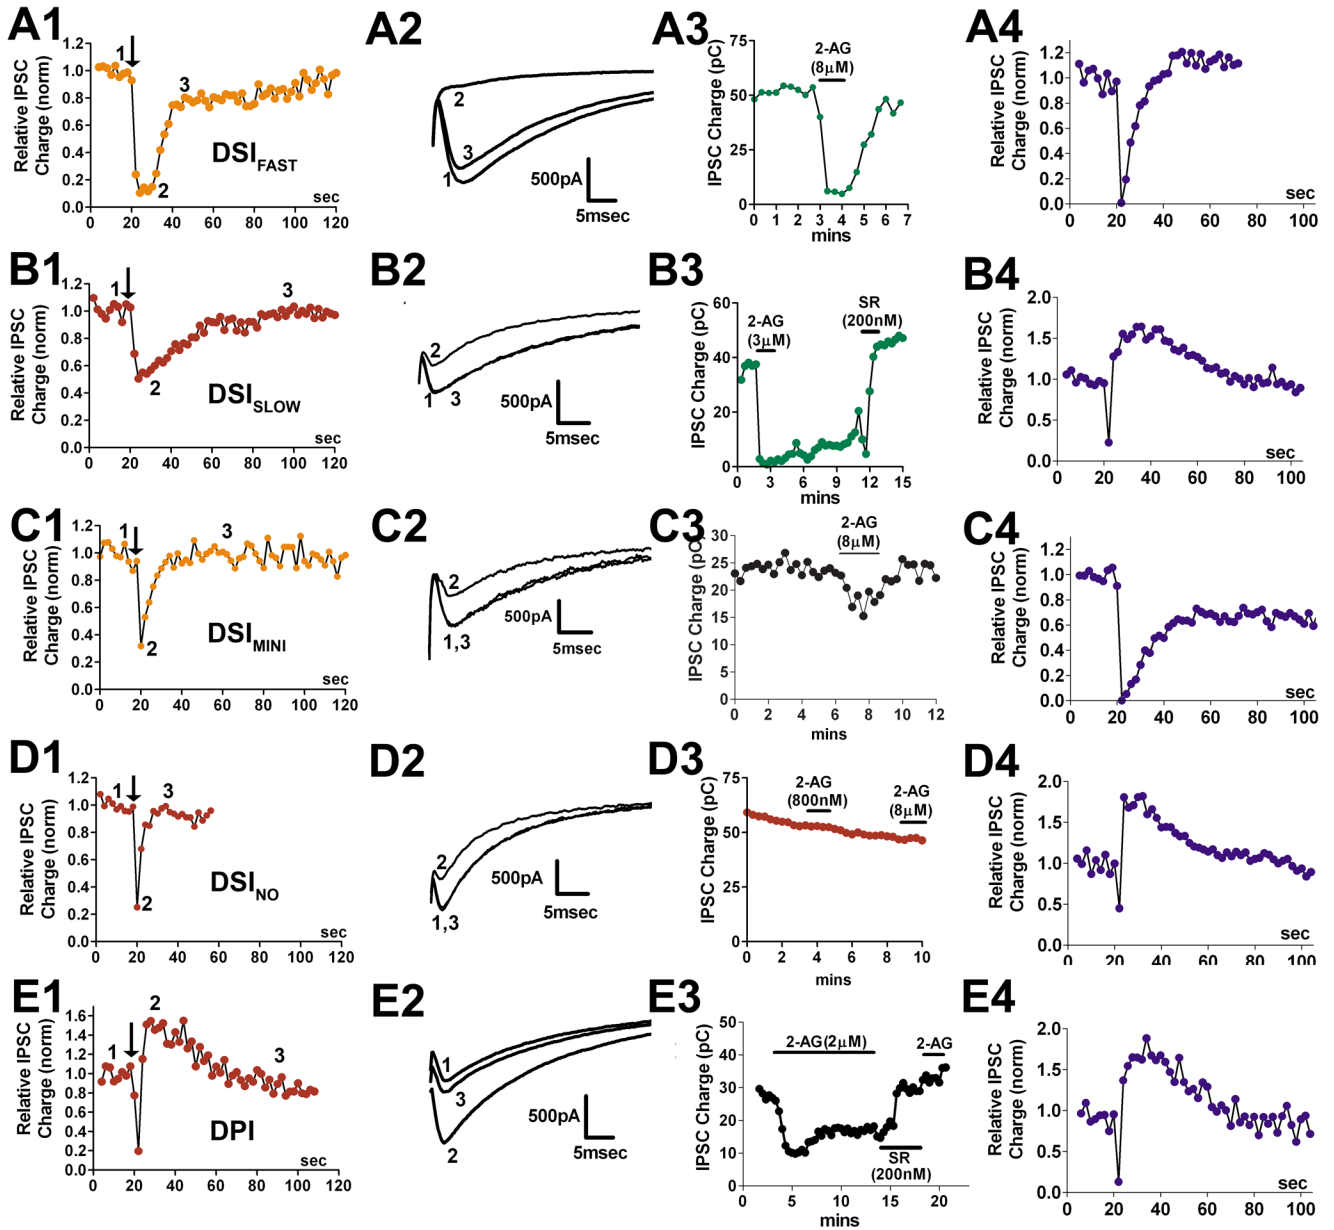 A1
A2
A3
A4
Relative IPSC
Charge (norm)
1.2
1.0
0.8
0.6
0.4
0.2
0.0
1
2
3
DSI FAST
sec
0 20 40 60 80 100 120
2
3
1
500pA
5msec
IPSC Charge (pC)
75
50
25
0
2-AG
(8μM)
0 1 2 3 4 5 6 7
mins
Relative IPSC
Charge (norm)
1.2
1.0
0.8
0.6
0.4
0.2
0.0
sec
0 20 40 60 80 100
B1
B2
B3
B4
Relative IPSC
Charge (norm)
1.2
1.0
0.8
0.6
0.4
0.2
0.0
1
2
3
DSI SLOW
sec
0 20 40 60 80 100 120
2
1 3
500pA
5msec
IPSC Charge (pC)
60
40
20
0
2-AG
(3μM)
SR
(200nM)
0 3 6 9 12 15
mins
Relative IPSC
Charge (norm)
2.0
1.5
1.0
0.5
0.0
sec
0 20 40 60 80 100
C1
C2
C3
C4
Relative IPSC
Charge (norm)
1.2
1.0
0.8
0.6
0.4
0.2
0.0
1
2
3
DSI MINI
sec
0 20 40 60 80 100 120
2
1,3
500pA
5msec
IPSC Charge (pC)
30
25
20
15
10
5
0
2-AG
(8μM)
0 2 4 6 8 10 12
mins
Relative IPSC
Charge (norm)
1.2
1.0
0.8
0.6
0.4
0.2
0.0
sec
0 20 40 60 80 100
D1
D2
D3
D4
Relative IPSC
Charge (norm)
1.2
1.0
0.8
0.6
0.4
0.2
0.0
1
2
3
DSI NO
sec
0 20 40 60 80 100 120
2
1,3
500pA
5msec
IPSC Charge (pC)
75
50
25
0
2-AG
(800nM)
2-AG
(8μM)
0 2 4 6 8 10
mins
Relative IPSC
Charge (norm)
2.0
1.5
1.0
0.5
0.0
sec
0 20 40 60 80 100
E1
E2
E3
E4
Relative IPSC
Charge (norm)
1.6
1.4
1.2
1.0
0.8
0.6
0.4
0.2
0.0
1
2
3
DPI
sec
0 20 40 60 80 100 120
1
3
2
500pA
5msec
IPSC Charge (pC)
50
40
30
20
10
0
2-AG(2μM)
2-AG
SR
(200nM)
0 5 10 15 20
mins
Relative IPSC
Charge (norm)
2.0
1.5
1.0
0.5
0.0
sec
0 20 40 60 80 100